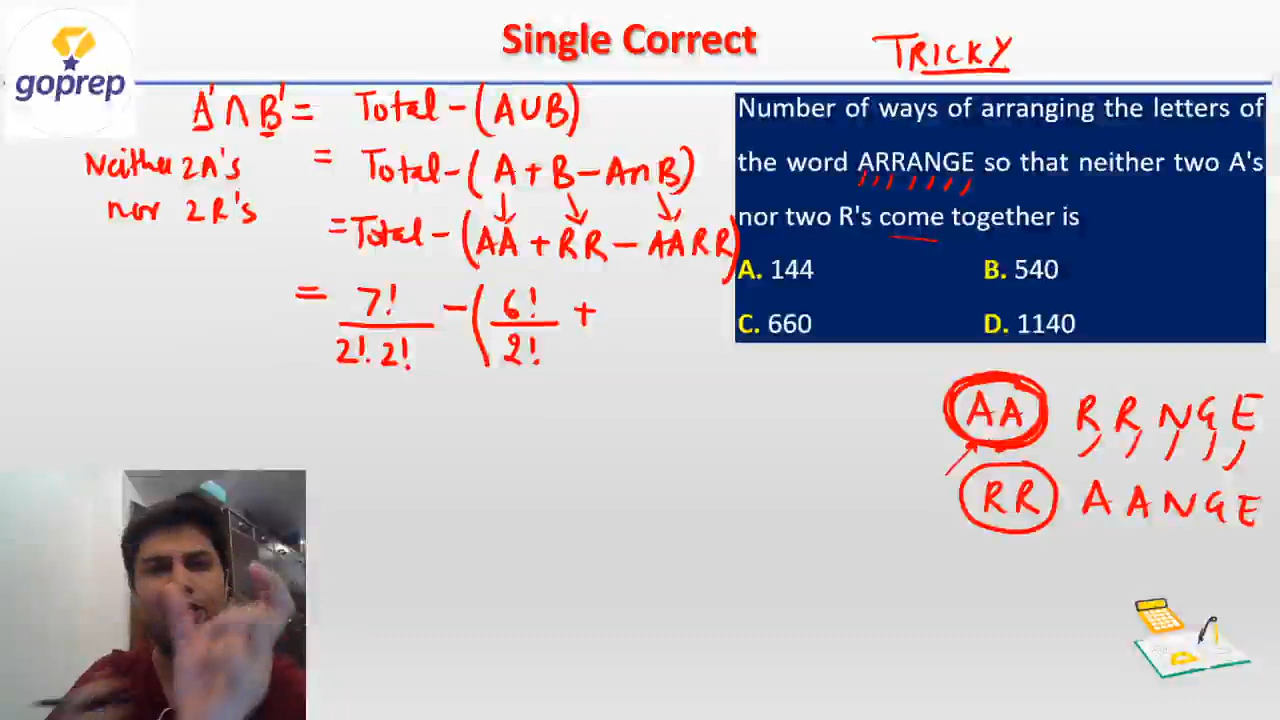 goprep
Single Correct
TRICKY
A' ∩ B' = Total - (A∪B)
Neither 2A's
nor 2R's
= Total - (A + B - A∩B)
= Total - (AA + RR - AARR)
= 7!/2!.2! - (6!/2! +
Number of ways of arranging the letters of
the word ARRANGE so that neither two A's
nor two R's come together is
A. 144 B. 540
C. 660 D. 1140
AA R R N G E
RR A A N G E